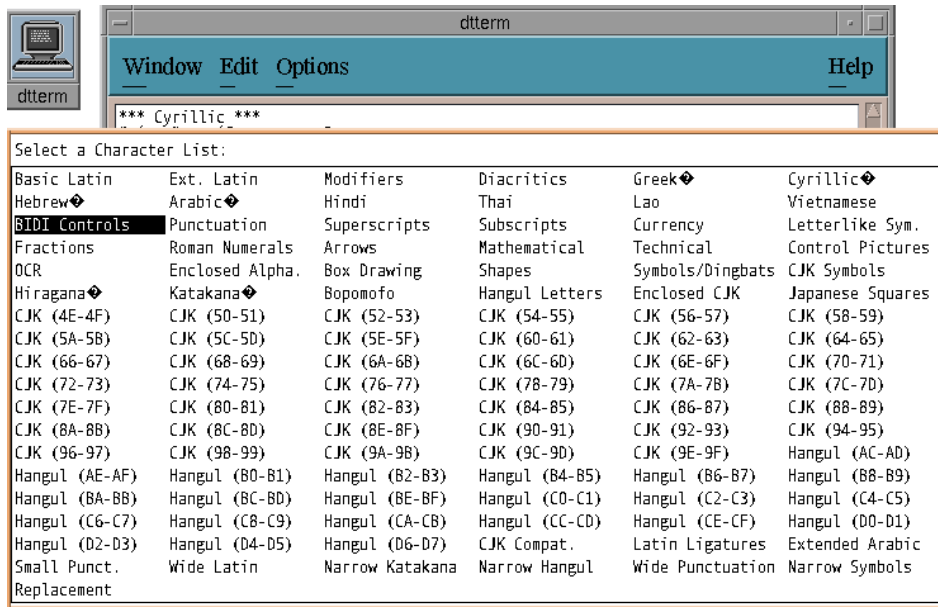 dtterm
Window Edit Options Help
dtterm
*** Cyrillic ***
Select a Character List:
Basic Latin Ext. Latin Modifiers Diacritics Greek� Cyrillic�
Hebrew� Arabic� Hindi Thai Lao Vietnamese
BIDI Controls Punctuation Superscripts Subscripts Currency Letterlike Sym.
Fractions Roman Numerals Arrows Mathematical Technical Control Pictures
OCR Enclosed Alpha. Box Drawing Shapes Symbols/Dingbats CJK Symbols
Hiragana� Katakana� Bopomofo Hangul Letters Enclosed CJK Japanese Squares
CJK (4E-4F) CJK (50-51) CJK (52-53) CJK (54-55) CJK (56-57) CJK (58-59)
CJK (5A-5B) CJK (5C-5D) CJK (5E-5F) CJK (60-61) CJK (62-63) CJK (64-65)
CJK (66-67) CJK (68-69) CJK (6A-6B) CJK (6C-6D) CJK (6E-6F) CJK (70-71)
CJK (72-73) CJK (74-75) CJK (76-77) CJK (78-79) CJK (7A-7B) CJK (7C-7D)
CJK (7E-7F) CJK (80-81) CJK (82-83) CJK (84-85) CJK (86-87) CJK (88-89)
CJK (8A-8B) CJK (8C-8D) CJK (8E-8F) CJK (90-91) CJK (92-93) CJK (94-95)
CJK (96-97) CJK (98-99) CJK (9A-9B) CJK (9C-9D) CJK (9E-9F) Hangul (AC-AD)
Hangul (AE-AF) Hangul (B0-B1) Hangul (B2-B3) Hangul (B4-B5) Hangul (B6-B7) Hangul (B8-B9)
Hangul (BA-BB) Hangul (BC-BD) Hangul (BE-BF) Hangul (C0-C1) Hangul (C2-C3) Hangul (C4-C5)
Hangul (C6-C7) Hangul (C8-C9) Hangul (CA-CB) Hangul (CC-CD) Hangul (CE-CF) Hangul (D0-D1)
Hangul (D2-D3) Hangul (D4-D5) Hangul (D6-D7) CJK Compat. Latin Ligatures Extended Arabic
Small Punct. Wide Latin Narrow Katakana Narrow Hangul Wide Punctuation Narrow Symbols
Replacement